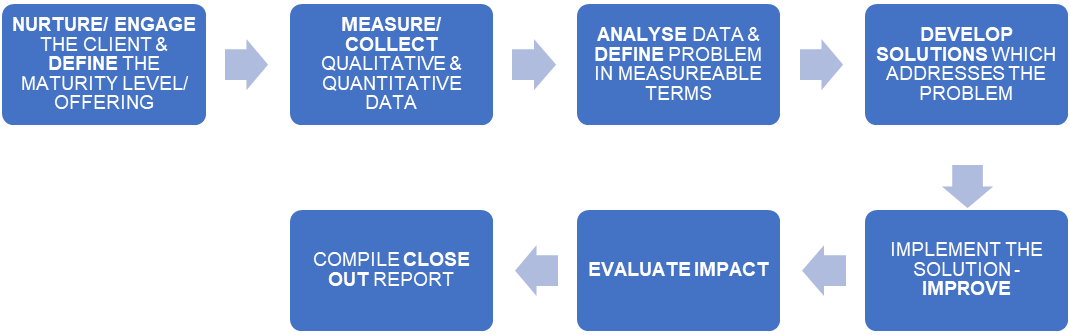 NURTURE/ ENGAGE
THE CLIENT &
DEFINE THE
MATURITY LEVEL/
OFFERING
MEASURE/
COLLECT
QUALITATIVE &
QUANTITATIVE
DATA
ANALYSE DATA &
DEFINE PROBLEM
IN MEASUREABLE
TERMS
DEVELOP
SOLUTIONS WHICH
ADDRESSES THE
PROBLEM
IMPLEMENT THE
SOLUTION -
IMPROVE
EVALUATE IMPACT
COMPILE CLOSE
OUT REPORT